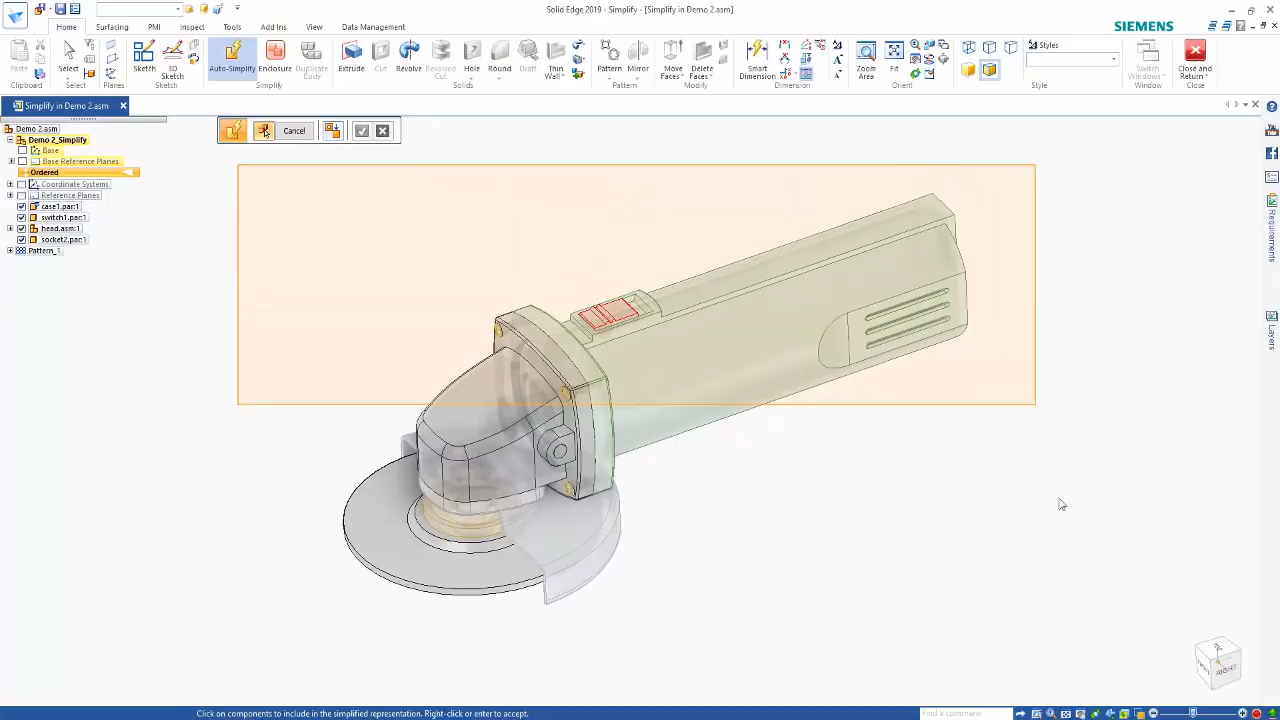 Solid Edge 2019 - Simplify - [Simplify in Demo 2.asm]
Home Surfacing PMI Inspect Tools Add Ins View Data Management
SIEMENS
Paste
Select
Sketch
3D Sketch
Auto-Simplify
Enclosure
Duplicate Body
Extrude
Cut
Revolve
Revolved Cut
Hole
Round
Draft
Thin Wall
Pattern
Mirror
Move Faces
Delete Faces
Smart Dimension
Zoom Area
Fit
Styles
Switch Windows
Close and Return
Clipboard Select Planes Sketch Simplify Solids Pattern Modify Dimension Orient Style Window Close
Simplify in Demo 2.asm
Cancel
Demo 2.asm
Demo 2_Simplify
Base
Base Reference Planes
Ordered
Coordinate Systems
Reference Planes
case1.par:1
switch1.par:1
head.asm:1
socket2.par:1
Pattern_1
Requirements
Layers
RIGHT
Click on components to include in the simplified representation. Right-click or enter to accept.
Find a command